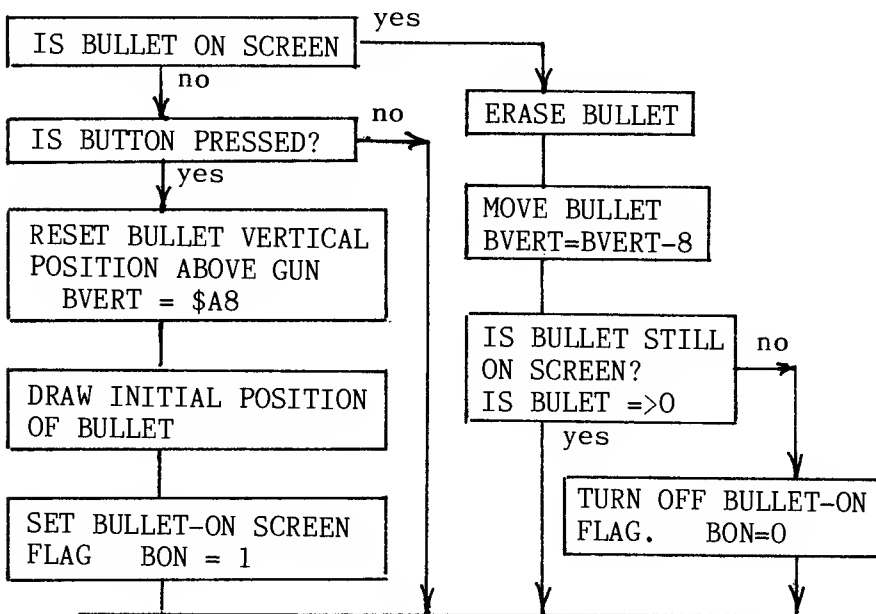 yes
IS BULLET ON SCREEN
no
ERASE BULLET
no
IS BUTTON PRESSED?
yes
MOVE BULLET
BVERT=BVERT-8
RESET BULLET VERTICAL
POSITION ABOVE GUN
BVERT = $A8
IS BULLET STILL
ON SCREEN?
IS BULET =>0
no
yes
DRAW INITIAL POSITION
OF BULLET
TURN OFF BULLET-ON
FLAG. BON=0
SET BULLET-ON SCREEN
FLAG BON = 1